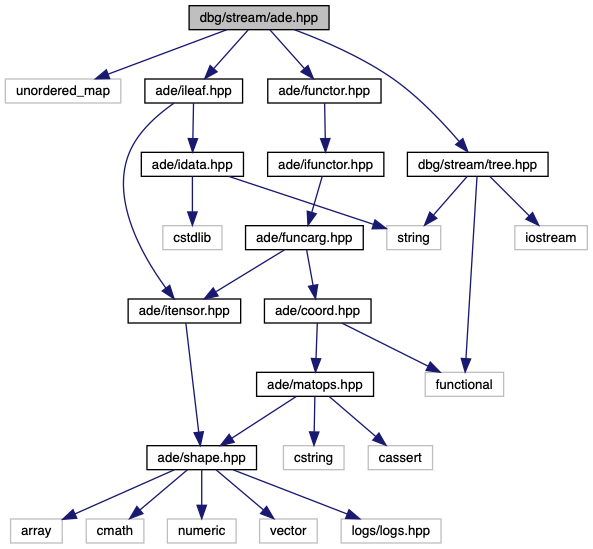 dbg/stream/ade.hpp
unordered_map
ade/ileaf.hpp
ade/functor.hpp
ade/idata.hpp
ade/ifunctor.hpp
dbg/stream/tree.hpp
cstdlib
ade/funcarg.hpp
string
iostream
ade/itensor.hpp
ade/coord.hpp
ade/matops.hpp
functional
ade/shape.hpp
cstring
cassert
array
cmath
numeric
vector
logs/logs.hpp